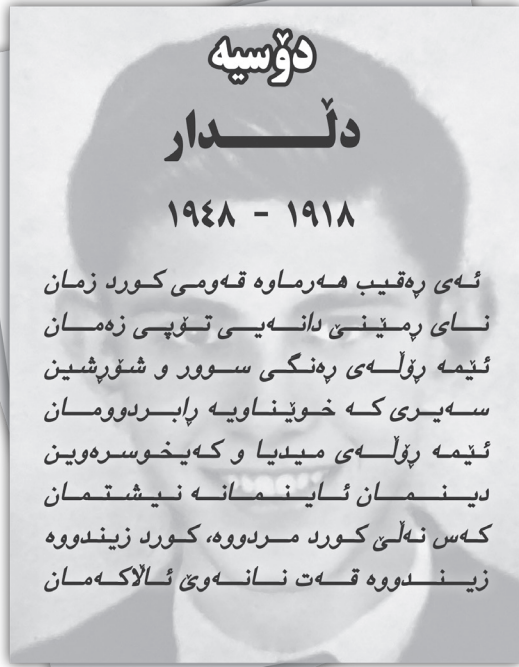 دۆسیە
دڵدار
١٩١٨ - ١٩٤٨
ئەی ڕەقیب هەرماوە قەومی کورد زمان
نای ڕمێنێ دانەیی تۆپی زەمان
ئێمە ڕۆڵەی ڕەنگی سوور و شۆڕشین
سەیری کە خوێناویە ڕابردوومان
ئێمە ڕۆڵەی میدیا و کەیخوسرەوین
دینمان ئاینمانە نیشتمان
کەس نەڵێ کورد مردووە، کورد زیندووە
زیندووە قەت نانەوێ ئاڵاکەمان